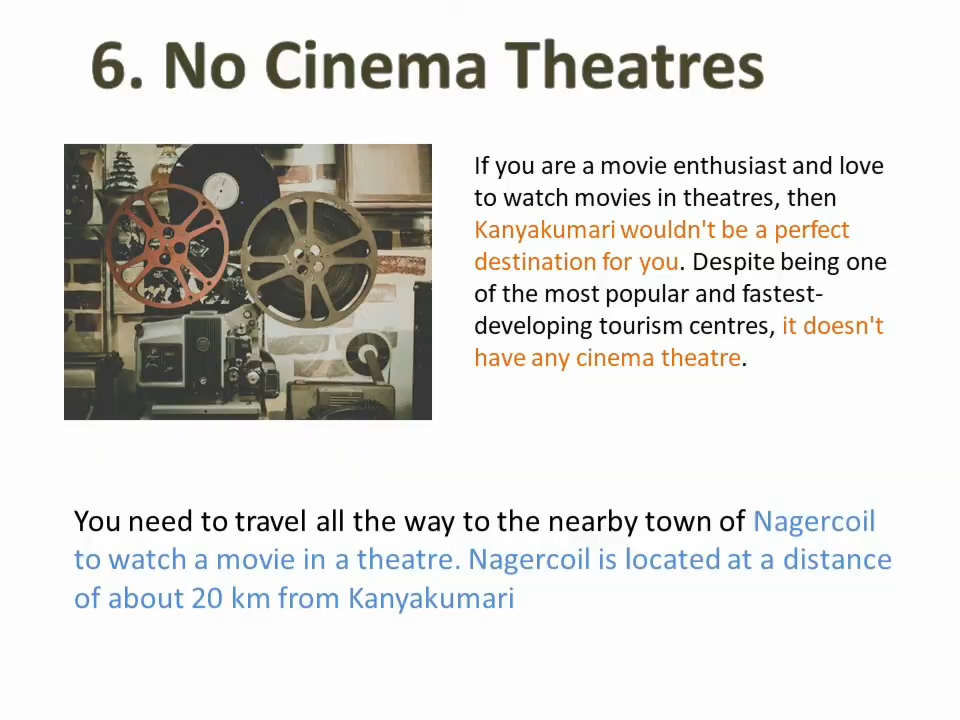 6. No Cinema Theatres
If you are a movie enthusiast and love
to watch movies in theatres, then
Kanyakumari wouldn't be a perfect
destination for you. Despite being one
of the most popular and fastest-
developing tourism centres, it doesn't
have any cinema theatre.
You need to travel all the way to the nearby town of Nagercoil
to watch a movie in a theatre. Nagercoil is located at a distance
of about 20 km from Kanyakumari